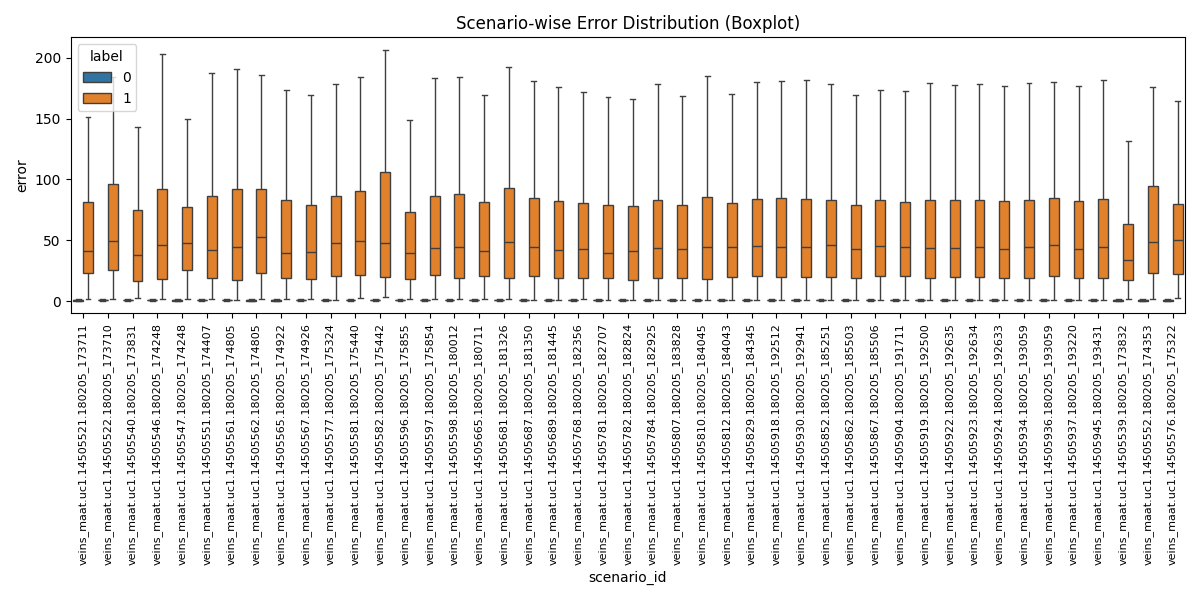 Scenario-wise Error Distribution (Boxplot)
label
0
1
error
200
150
100
50
0
veins_maat.uc1.14505521.180205_173711
veins_maat.uc1.14505522.180205_173710
veins_maat.uc1.14505540.180205_173831
veins_maat.uc1.14505546.180205_174248
veins_maat.uc1.14505547.180205_174248
veins_maat.uc1.14505551.180205_174407
veins_maat.uc1.14505561.180205_174805
veins_maat.uc1.14505562.180205_174805
veins_maat.uc1.14505565.180205_174922
veins_maat.uc1.14505567.180205_174926
veins_maat.uc1.14505577.180205_175324
veins_maat.uc1.14505581.180205_175440
veins_maat.uc1.14505582.180205_175442
veins_maat.uc1.14505596.180205_175855
veins_maat.uc1.14505597.180205_175854
veins_maat.uc1.14505598.180205_180012
veins_maat.uc1.14505665.180205_180711
veins_maat.uc1.14505681.180205_181326
veins_maat.uc1.14505687.180205_181350
veins_maat.uc1.14505689.180205_181445
veins_maat.uc1.14505768.180205_182356
veins_maat.uc1.14505781.180205_182707
veins_maat.uc1.14505782.180205_182824
veins_maat.uc1.14505784.180205_182925
veins_maat.uc1.14505807.180205_183828
veins_maat.uc1.14505810.180205_184045
veins_maat.uc1.14505812.180205_184043
veins_maat.uc1.14505829.180205_184345
veins_maat.uc1.14505918.180205_192512
veins_maat.uc1.14505930.180205_192941
veins_maat.uc1.14505852.180205_185251
veins_maat.uc1.14505862.180205_185503
veins_maat.uc1.14505867.180205_185506
veins_maat.uc1.14505904.180205_191711
veins_maat.uc1.14505919.180205_192500
veins_maat.uc1.14505922.180205_192635
veins_maat.uc1.14505923.180205_192634
veins_maat.uc1.14505924.180205_192633
veins_maat.uc1.14505934.180205_193059
veins_maat.uc1.14505936.180205_193059
veins_maat.uc1.14505937.180205_193220
veins_maat.uc1.14505945.180205_193431
veins_maat.uc1.14505539.180205_173832
veins_maat.uc1.14505552.180205_174353
veins_maat.uc1.14505576.180205_175322
scenario_id